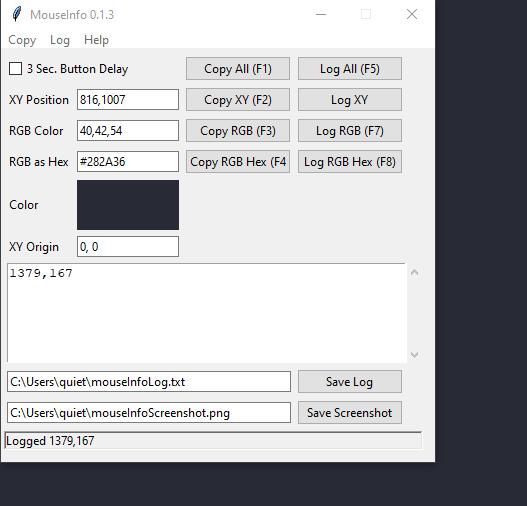 MouseInfo 0.1.3
Copy Log Help
3 Sec. Button Delay Copy All (F1) Log All (F5)
XY Position 816,1007 Copy XY (F2) Log XY
RGB Color 40,42,54 Copy RGB (F3) Log RGB (F7)
RGB as Hex #282A36 Copy RGB Hex (F4 Log RGB Hex (F8)
Color
XY Origin 0, 0
1379,167
C:\Users\quiet\mouseInfoLog.txt Save Log
C:\Users\quiet\mouseInfoScreenshot.png Save Screenshot
Logged 1379,167